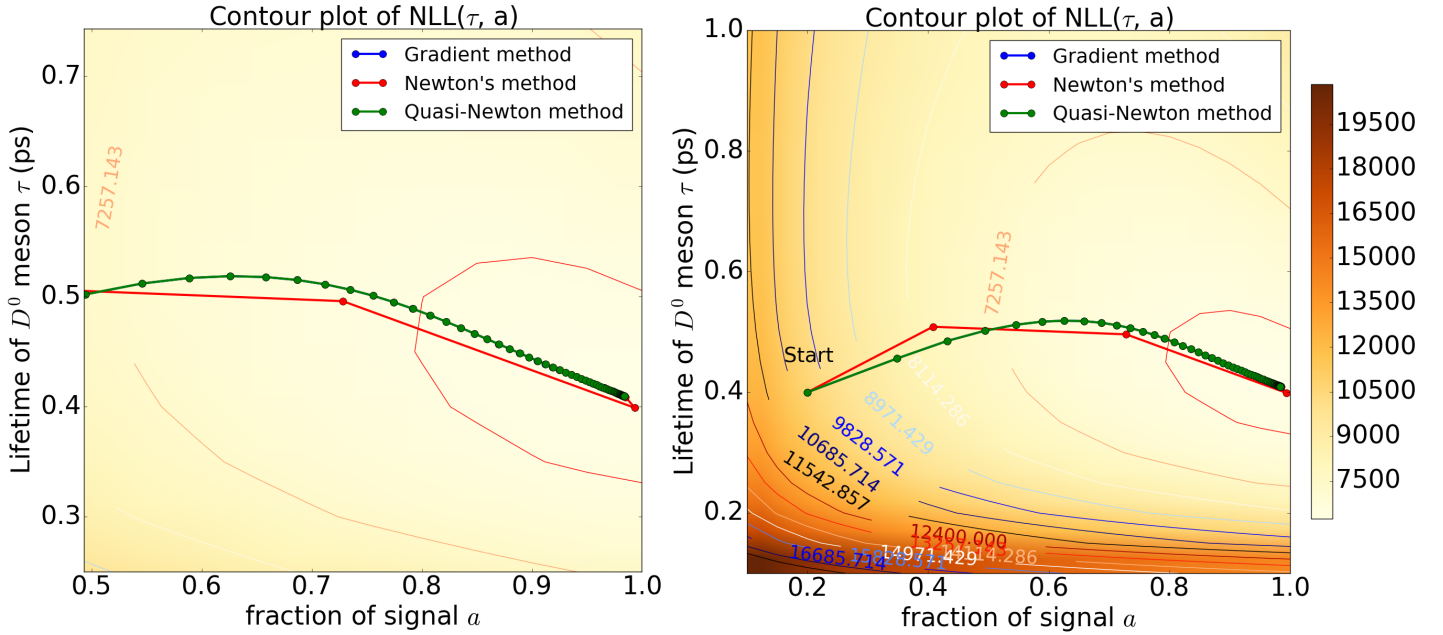 Contour plot of NLL(τ, a)
Gradient method
Newton's method
Quasi-Newton method
7257.143
Lifetime of D⁰ meson τ (ps)
0.7
0.6
0.5
0.4
0.3
0.5 0.6 0.7 0.8 0.9 1.0
fraction of signal a
Contour plot of NLL(τ, a)
Gradient method
Newton's method
Quasi-Newton method
Lifetime of D⁰ meson τ (ps)
1.0
0.8
0.6
0.4
0.2
7257.143
Start
8114.286
8971.429
9828.571
10685.714
11542.857
12400.000
14114.286
14971.429
16685.714
0.2 0.4 0.6 0.8 1.0
fraction of signal a
19500
18000
16500
15000
13500
12000
10500
9000
7500